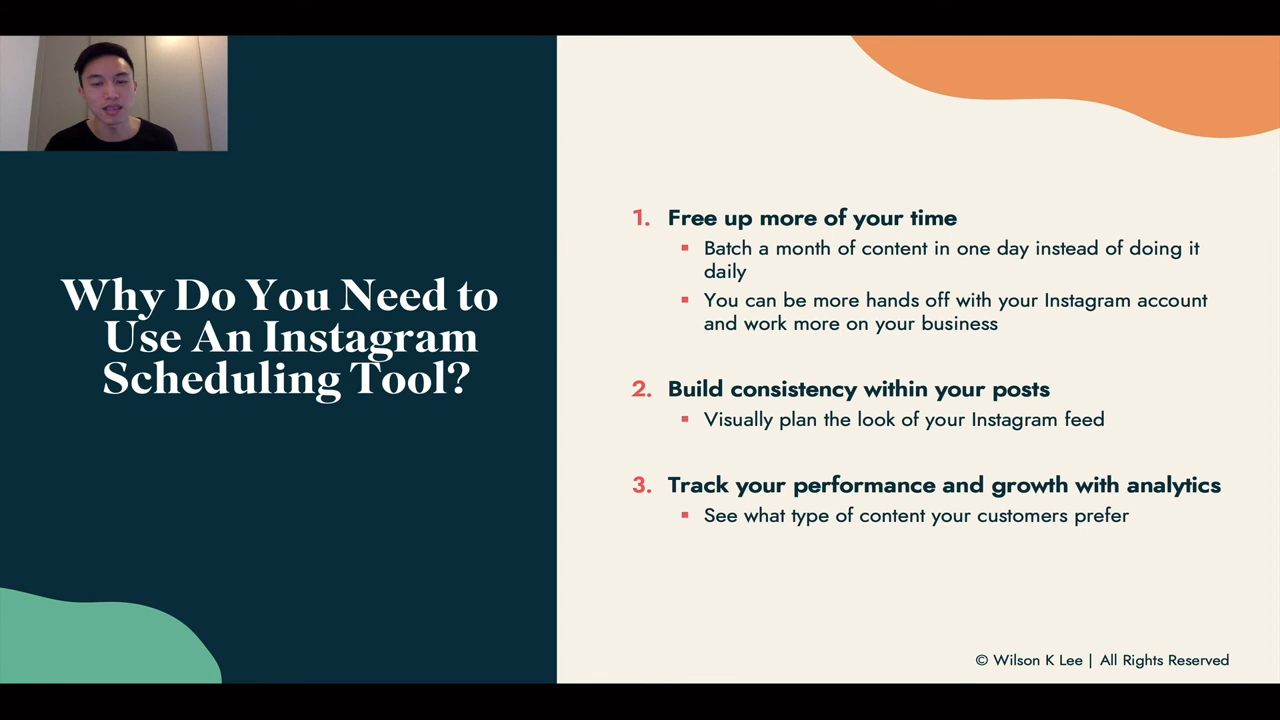 Why Do You Need to
Use An Instagram
Scheduling Tool?
1. Free up more of your time
▪ Batch a month of content in one day instead of doing it
daily
▪ You can be more hands off with your Instagram account
and work more on your business
2. Build consistency within your posts
▪ Visually plan the look of your Instagram feed
3. Track your performance and growth with analytics
▪ See what type of content your customers prefer
© Wilson K Lee | All Rights Reserved